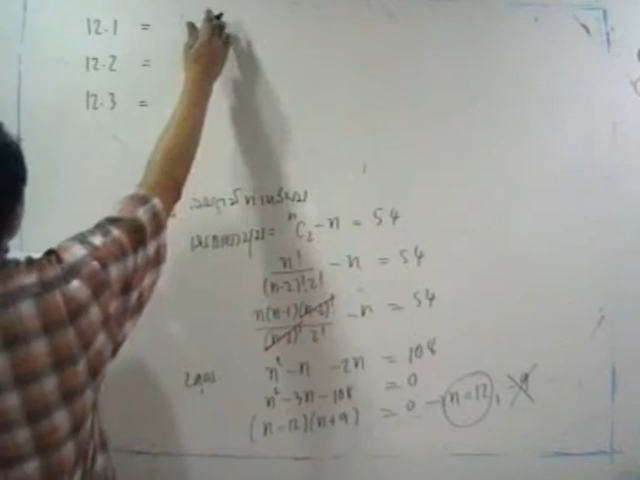 12.1 =
12.2 =
12.3 =
ⁿC₂ - n = 54
n!/(n-2)!2! - n = 54
n(n-1)(n-2)!/(n-2)!2! - n = 54
n² - n - 2n = 108
n² - 3n - 108 = 0
(n-12)(n+9) = 0 → n=12, -9